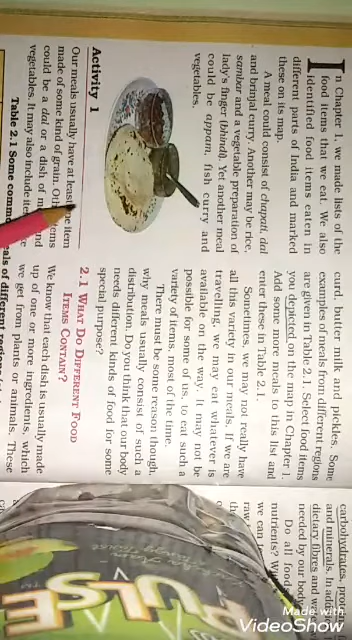 In Chapter 1, we made lists of the
food items that we eat. We also
identified food items eaten in
different parts of India and marked
these on its map.
A meal could consist of chapati, dal
and brinjal curry. Another may be rice,
sambar and a vegetable preparation of
lady's finger (bhindi). Yet another meal
could be appam, fish curry and
vegetables.
Activity 1
Our meals usually have at least one item
made of some kind of grain. Other items
could be a dal or a dish of and
vegetables. It may also include
Table 2.1 Some
curd, butter milk and pickles. Some
examples of meals from different regions
are given in Table 2.1. Select food items
you depicted on the map in Chapter 1.
Add some more meals to this list and
enter these in Table 2.1.
Sometimes, we may not really have
all this variety in our meals. If we are
travelling, we may eat whatever is
available on the way. It may not be
possible for some of us, to eat such a
variety of items, most of the time.
There must be some reason though,
why meals usually consist of such a
distribution. Do you think that our body
needs different kinds of food for some
special purpose?
2.1 WHAT DO DIFFERENT FOOD
ITEMS CONTAIN?
We know that each dish is usually made
up of one or more ingredients, which
we get from plants or animals. These
of different
carbohydrates,
and minerals. In
dietary fibres and
needed by our body
Do all food
nutrients?
we can
raw
PULSE
Made with
VideoShow